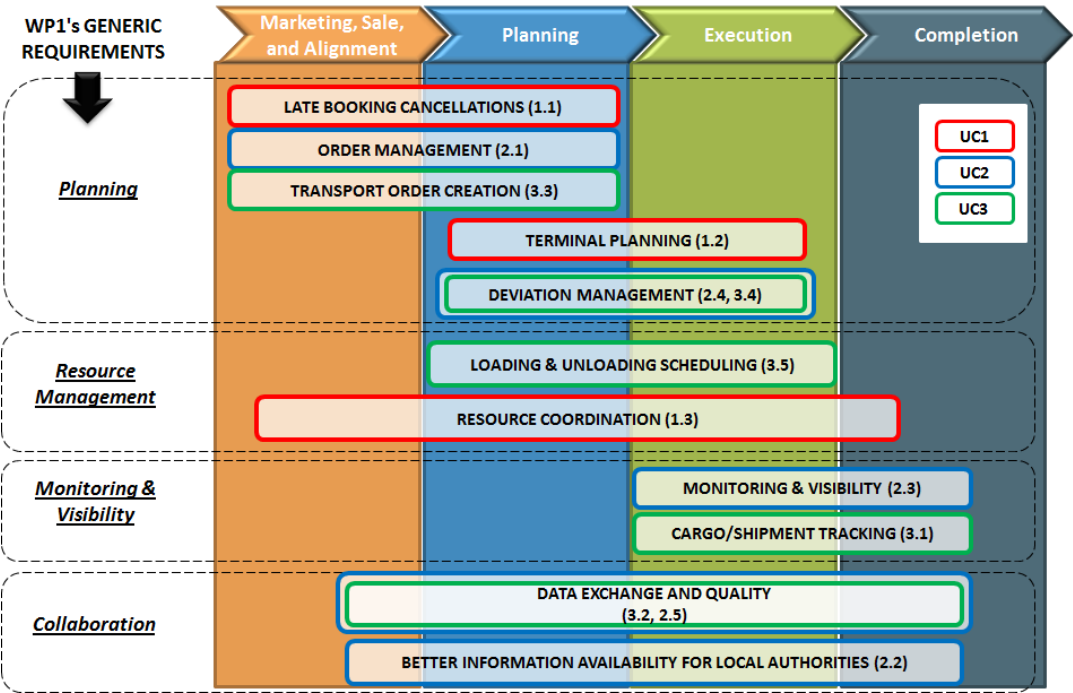 WP1's GENERIC
REQUIREMENTS
Marketing, Sale,
and Alignment
Planning
Execution
Completion
LATE BOOKING CANCELLATIONS (1.1)
ORDER MANAGEMENT (2.1)
TRANSPORT ORDER CREATION (3.3)
Planning
TERMINAL PLANNING (1.2)
DEVIATION MANAGEMENT (2.4, 3.4)
UC1
UC2
UC3
Resource
Management
LOADING & UNLOADING SCHEDULING (3.5)
RESOURCE COORDINATION (1.3)
Monitoring &
Visibility
MONITORING & VISIBILITY (2.3)
CARGO/SHIPMENT TRACKING (3.1)
Collaboration
DATA EXCHANGE AND QUALITY
(3.2, 2.5)
BETTER INFORMATION AVAILABILITY FOR LOCAL AUTHORITIES (2.2)